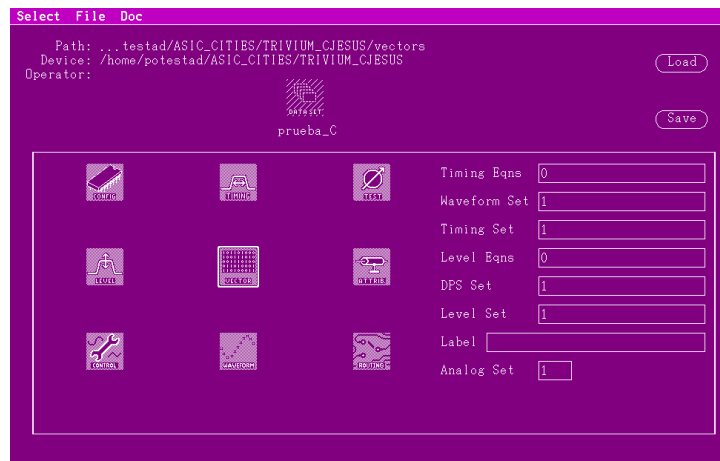 Select File Doc
Path: ...testad/ASIC_CITIES/TRIVIUM_CJESUS/vectors
Device: /home/potestad/ASIC_CITIES/TRIVIUM_CJESUS
Operator:
Load
DATA SET
Save
prueba_C
CONFIG
TIMING
TEST
Timing Eqns 0
Waveform Set 1
Timing Set 1
LEVEL
VECTOR
ATTRIB.
Level Eqns 0
DPS Set 1
Level Set 1
CONTROL
WAVEFORM
ROUTING
Label
Analog Set 1